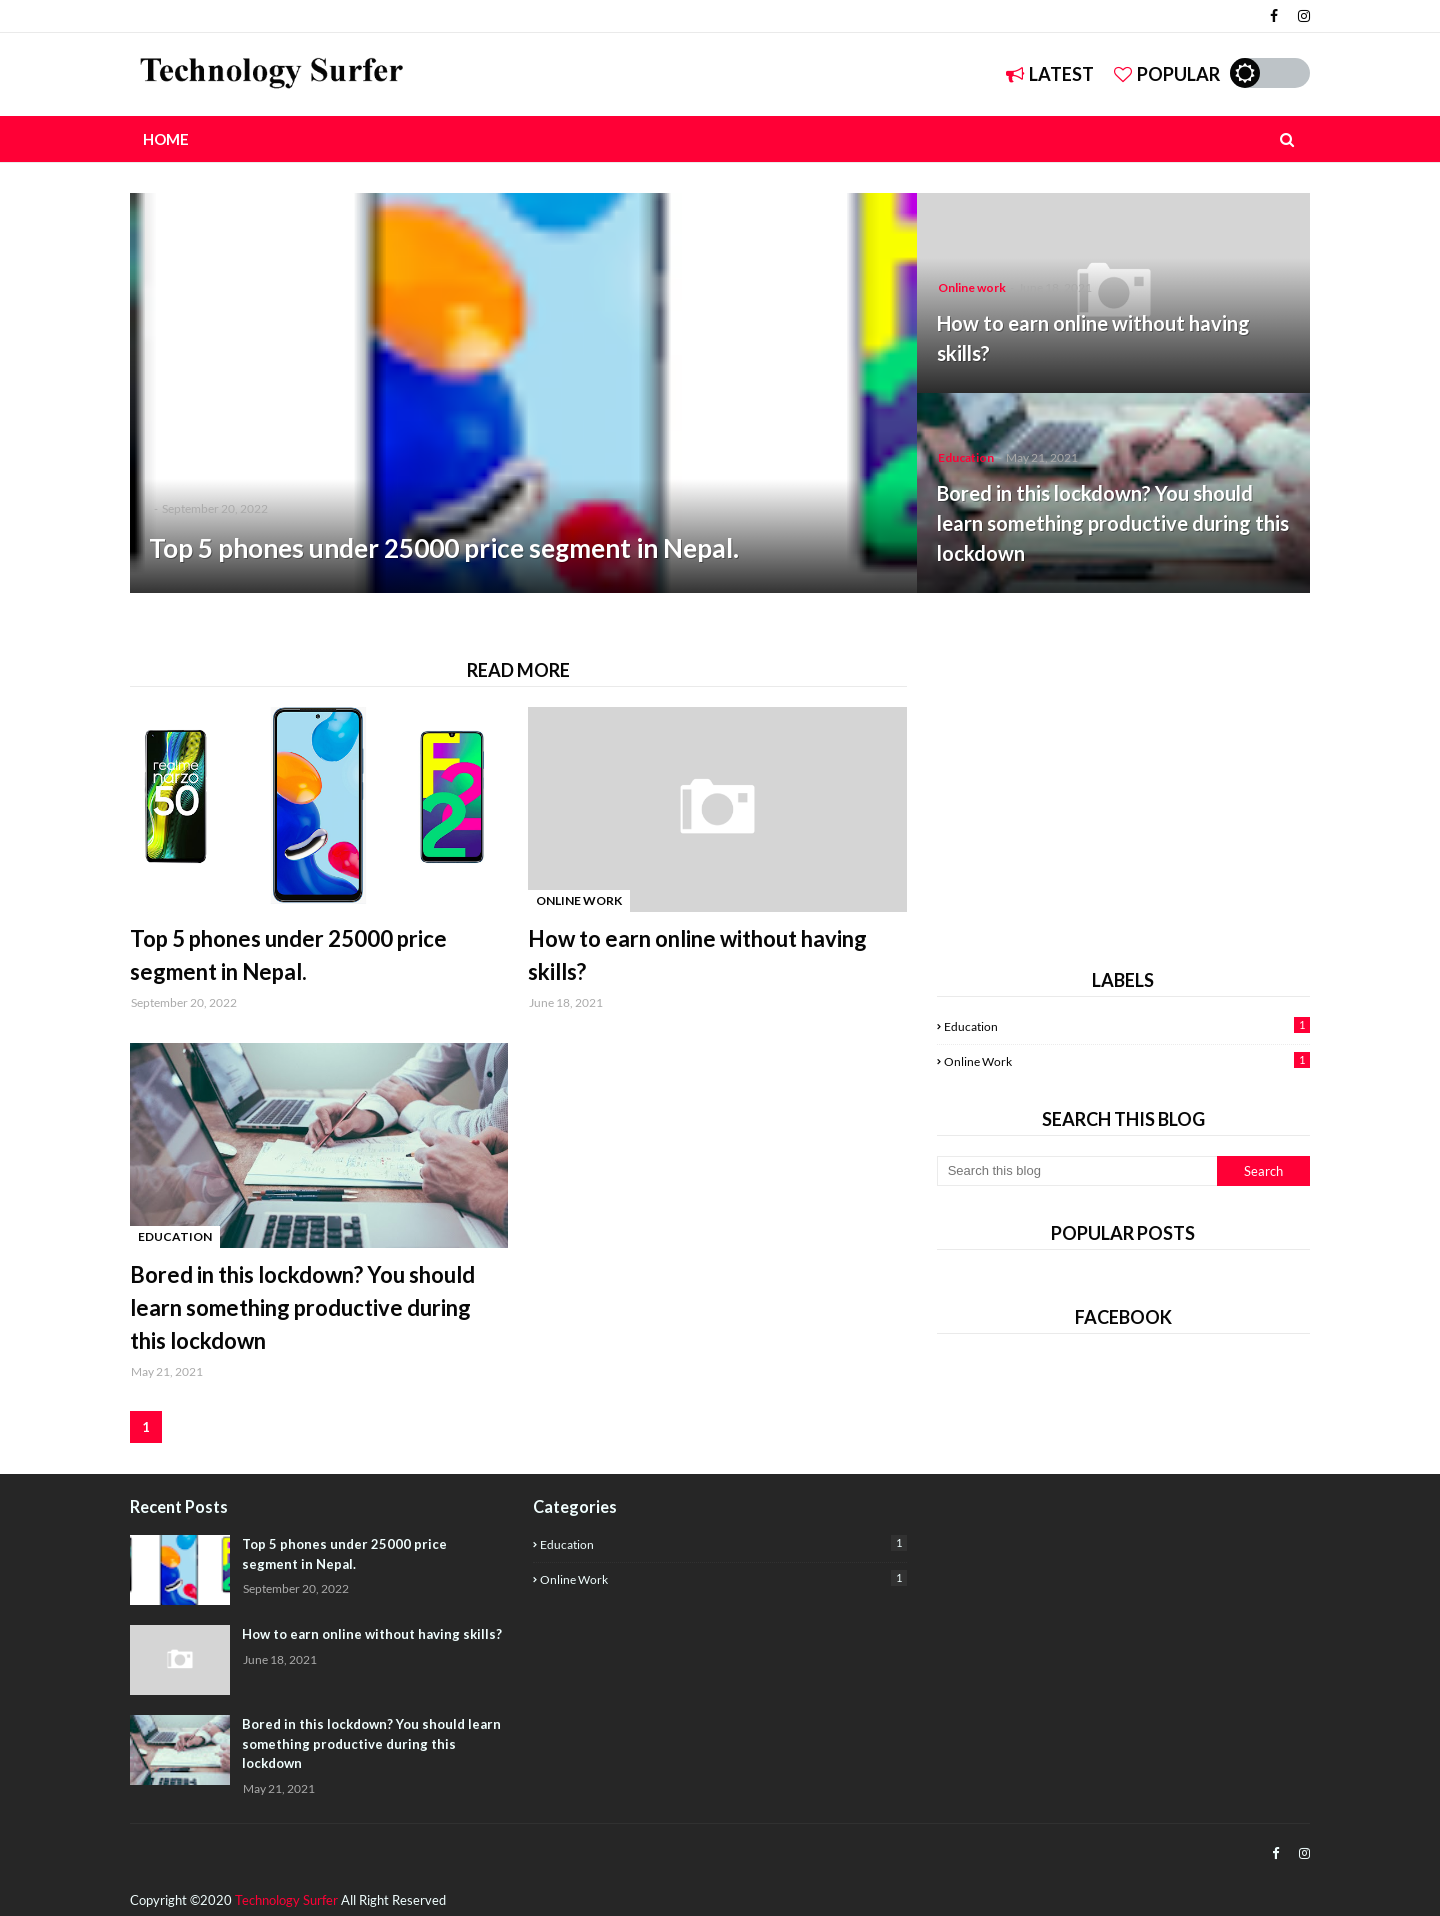 Technology Surfer
LATEST
POPULAR
HOME
Online work
How to earn online without having
skills?
- September 20, 2022
Top 5 phones under 25000 price segment in Nepal.
Education - May 21, 2021
Bored in this lockdown? You should
learn something productive during this
lockdown
READ MORE
realme
narzo
50
F22
ONLINE WORK
Top 5 phones under 25000 price
segment in Nepal.
September 20, 2022
How to earn online without having
skills?
June 18, 2021
EDUCATION
Bored in this lockdown? You should
learn something productive during
this lockdown
May 21, 2021
1
LABELS
Education 1
Online Work 1
SEARCH THIS BLOG
Search this blog Search
POPULAR POSTS
FACEBOOK
Recent Posts
Top 5 phones under 25000 price
segment in Nepal.
September 20, 2022
How to earn online without having skills?
June 18, 2021
Bored in this lockdown? You should learn
something productive during this
lockdown
May 21, 2021
Categories
Education 1
Online Work 1
Copyright ©2020 Technology Surfer All Right Reserved